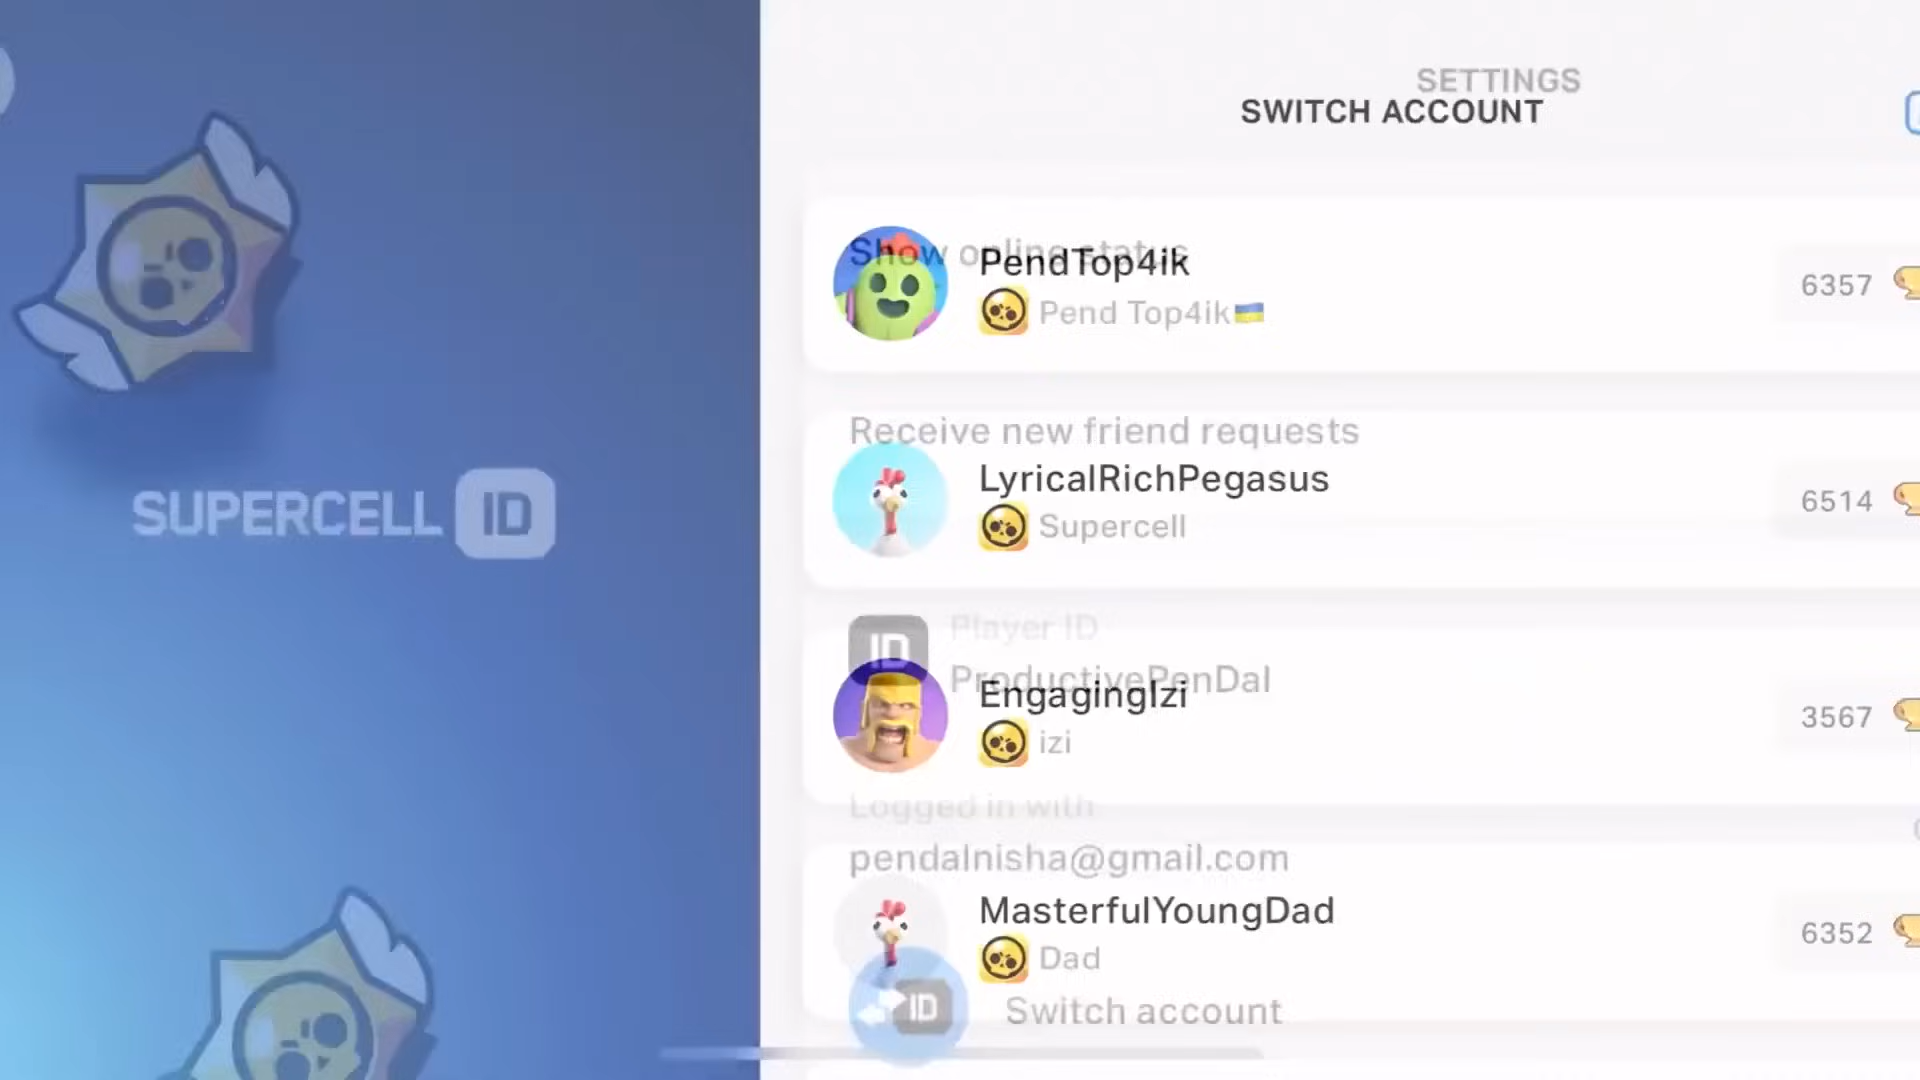 SETTINGS
SWITCH ACCOUNT
Show online status
PendTop4ik
Pend Top4ik🇺🇦
6357
Receive new friend requests
LyricalRichPegasus
Supercell
6514
SUPERCELL ID
ID
Player ID
ProductivePenDal
EngagingIzi
izi
3567
Logged in with
pendalnisha@gmail.com
MasterfulYoungDad
Dad
6352
ID
Switch account